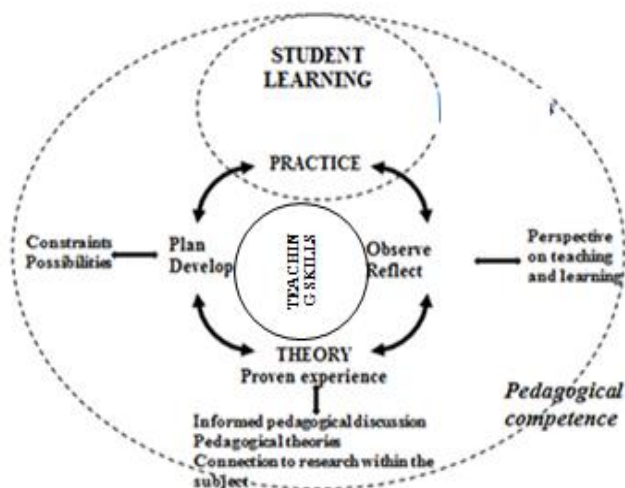 STUDENT
LEARNING
PRACTICE
Constraints
Possibilities
Plan
Develop
TEACHIN
G SKILLS
Observe
Reflect
Perspective
on teaching
and learning
THEORY
Proven experience
Informed pedagogical discussion
Pedagogical theories
Connection to research within the
subject
Pedagogical
competence